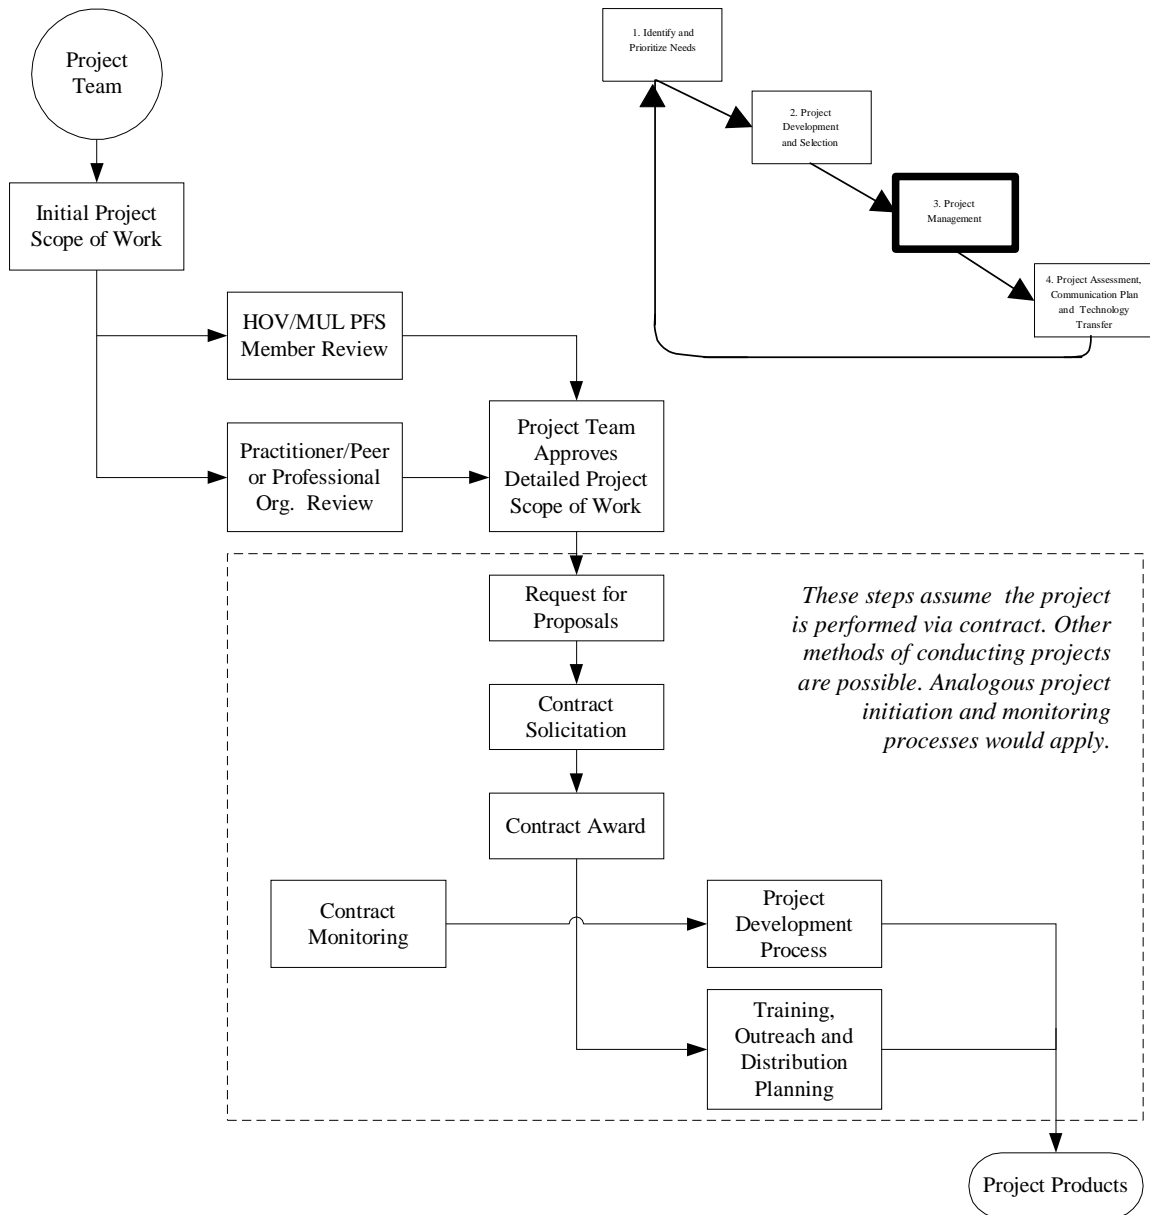 Project
Team
1. Identify and
Prioritize Needs
2. Project
Development
and Selection
3. Project
Management
4. Project Assessment,
Communication Plan
and Technology
Transfer
Initial Project
Scope of Work
HOV/MUL PFS
Member Review
Practitioner/Peer
or Professional
Org. Review
Project Team
Approves
Detailed Project
Scope of Work
Request for
Proposals
These steps assume the project
is performed via contract. Other
methods of conducting projects
are possible. Analogous project
initiation and monitoring
processes would apply.
Contract
Solicitation
Contract Award
Contract
Monitoring
Project
Development
Process
Training,
Outreach and
Distribution
Planning
Project Products